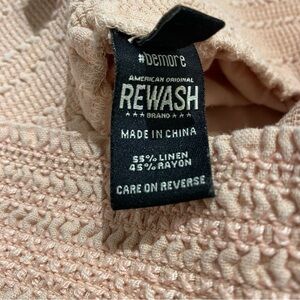 #bemore
AMERICAN ORIGINAL
REWASH
★★★ BRAND ★★★
MADE IN CHINA
55% LINEN
45% RAYON
CARE ON REVERSE